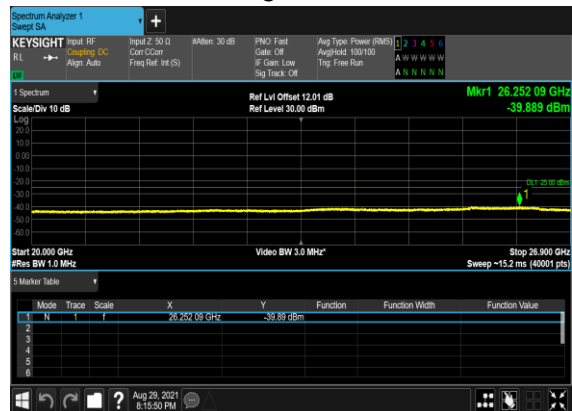 Spectrum Analyzer 1
Swept SA
KEYSIGHT Input: RF Input Z: 50 Ω #Atten: 30 dB PNO: Fast Avg Type: Power (RMS) 1 2 3 4 5 6
RL Coupling: DC Corr CCorr Gate: Off Avg|Hold: 100/100 A W W W W W
Align: Auto Freq Ref: Int (S) IF Gain: Low Trig: Free Run
LW Sig Track: Off A N N N N N
1 Spectrum Ref Lvl Offset 12.01 dB Mkr1 26.252 09 GHz
Scale/Div 10 dB Ref Level 30.00 dBm -39.889 dBm
Log
20.0
10.0
0.00
-10.0
-20.0
DL1 -25.00 dBm
-30.0
1
-40.0
-50.0
-60.0
Start 20.000 GHz Video BW 3.0 MHz* Stop 26.900 GHz
#Res BW 1.0 MHz Sweep ~15.2 ms (40001 pts)
5 Marker Table
Mode Trace Scale X Y Function Function Width Function Value
1 N 1 f 26.252 09 GHz -39.89 dBm
2
3
4
5
6
? Aug 29, 2021
8:15:50 PM